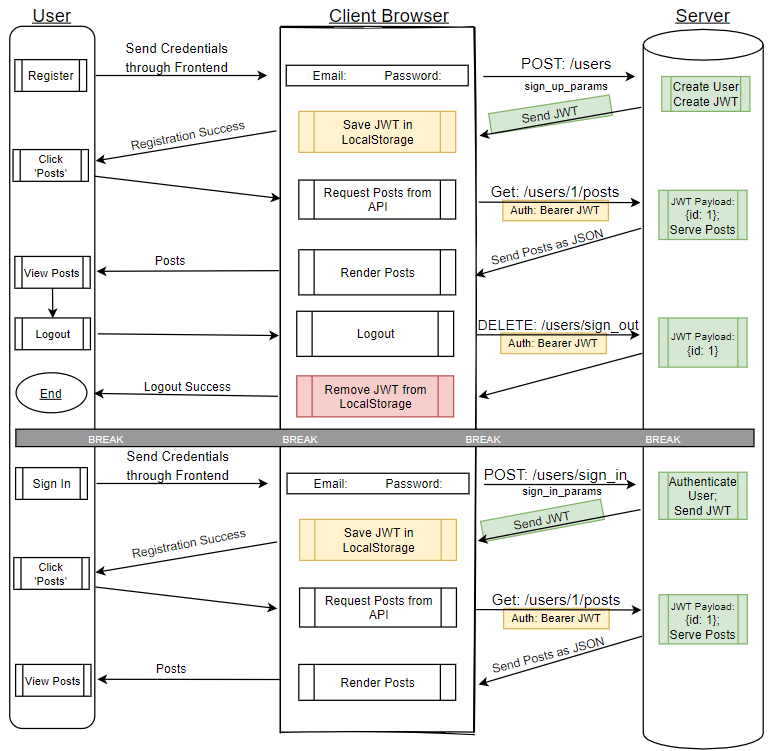 User
Client Browser
Server
Register
Send Credentials
through Frontend
Email: Password:
POST: /users
sign_up_params
Create User
Create JWT
Send JWT
Save JWT in
LocalStorage
Registration Success
Click
'Posts'
Request Posts from
API
Get: /users/1/posts
Auth: Bearer JWT
JWT Payload:
{id: 1};
Serve Posts
Send Posts as JSON
Render Posts
Posts
View Posts
Logout
Logout
DELETE: /users/sign_out
Auth: Bearer JWT
JWT Payload:
{id: 1}
End
Logout Success
Remove JWT from
LocalStorage
BREAK BREAK BREAK BREAK
Sign In
Send Credentials
through Frontend
Email: Password:
POST: /users/sign_in
sign_in_params
Authenticate
User;
Send JWT
Send JWT
Save JWT in
LocalStorage
Registration Success
Click
'Posts'
Request Posts from
API
Get: /users/1/posts
Auth: Bearer JWT
JWT Payload:
{id: 1};
Serve Posts
Send Posts as JSON
Render Posts
Posts
View Posts